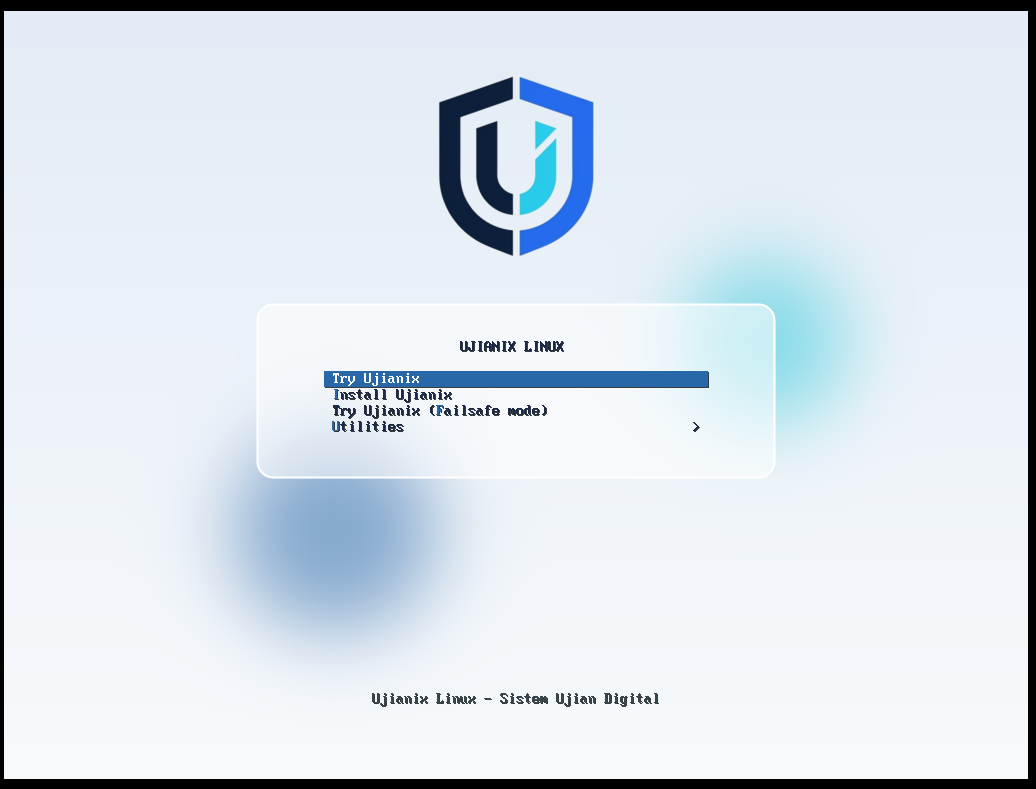 UJIANIX LINUX
Try Ujianix
Install Ujianix
Try Ujianix (Failsafe mode)
Utilities >
Ujianix Linux - Sistem Ujian Digital